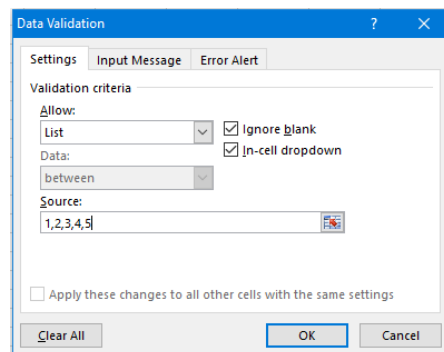 Data Validation ? ×
Settings Input Message Error Alert
Validation criteria
Allow:
List
Ignore blank
Data:
In-cell dropdown
between
Source:
1,2,3,4,5
Apply these changes to all other cells with the same settings
Clear All OK Cancel